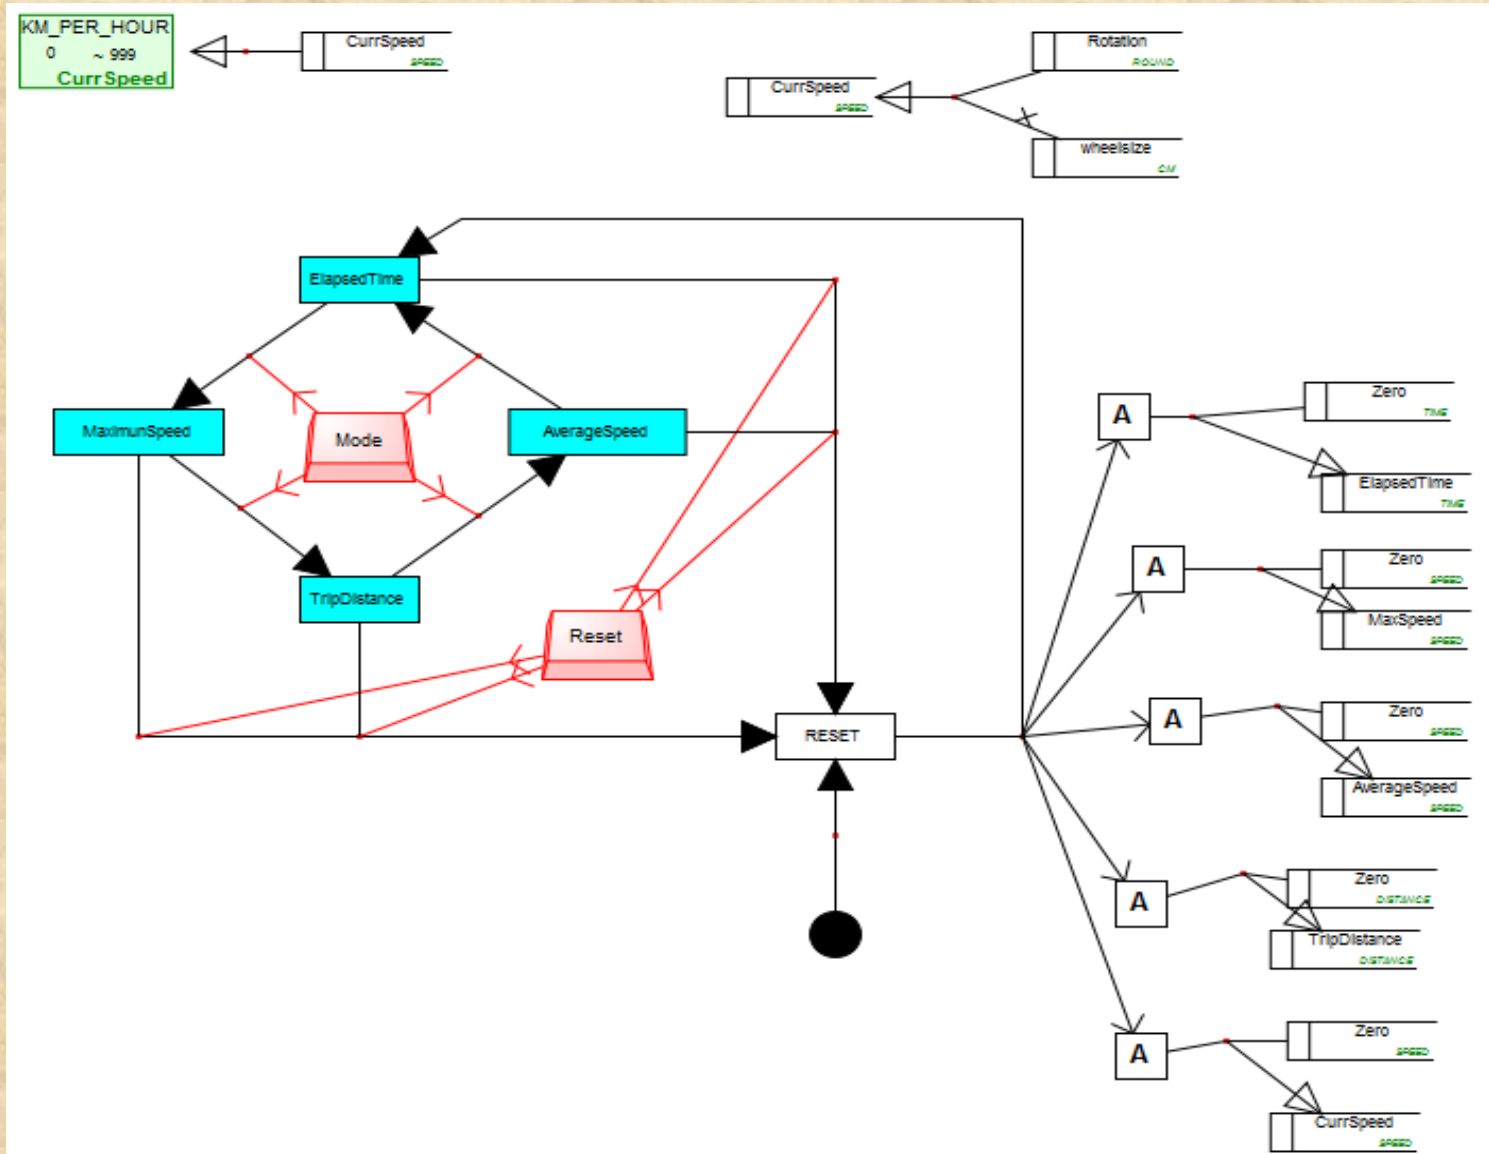 KM_PER_HOUR
0 ~ 999
CurrSpeed
CurrSpeed
SPEED
Rotation
ROUND
CurrSpeed
SPEED
wheelsize
CM
ElapsedTime
MaximunSpeed
Mode
AverageSpeed
TripDistance
Reset
RESET
A
Zero
TIME
ElapsedTime
TIME
A
Zero
SPEED
MaxSpeed
SPEED
A
Zero
SPEED
AverageSpeed
SPEED
A
Zero
DISTANCE
TripDistance
DISTANCE
A
Zero
SPEED
CurrSpeed
SPEED